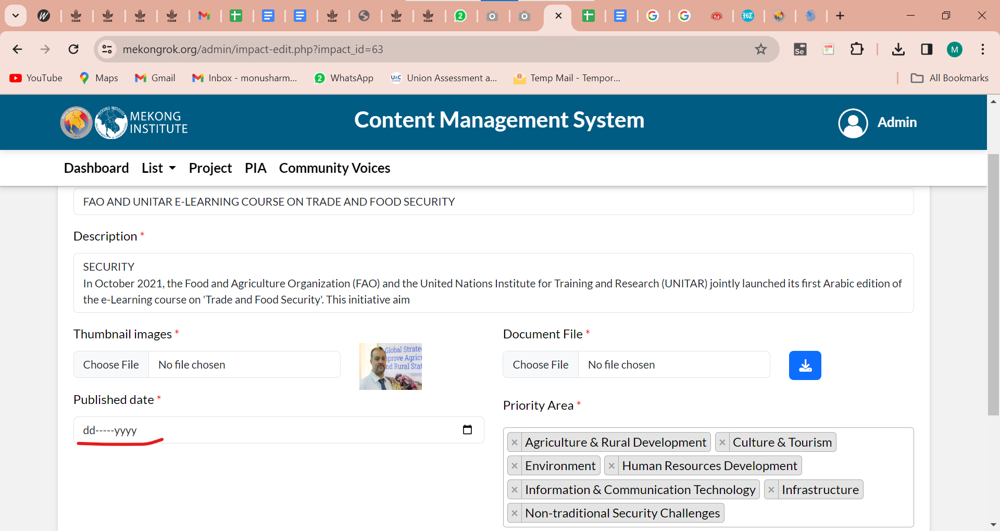 mekongrok.org/admin/impact-edit.php?impact_id=63
Se
M
YouTube
Maps
Gmail
Inbox - monusharm...
2
WhatsApp
UAC
Union Assessment a...
Temp Mail - Tempor...
All Bookmarks
MEKONG
INSTITUTE
Content Management System
Admin
Dashboard
List
Project
PIA
Community Voices
FAO AND UNITAR E-LEARNING COURSE ON TRADE AND FOOD SECURITY
Description *
SECURITY
In October 2021, the Food and Agriculture Organization (FAO) and the United Nations Institute for Training and Research (UNITAR) jointly launched its first Arabic edition of
the e-Learning course on 'Trade and Food Security'. This initiative aim
Thumbnail images *
Document File *
Choose File
No file chosen
Global Strate
prove Agricu
nd Rural Stat
Choose File
No file chosen
Published date *
Priority Area *
dd-----yyyy
× Agriculture & Rural Development
× Culture & Tourism
× Environment
× Human Resources Development
× Information & Communication Technology
× Infrastructure
× Non-traditional Security Challenges